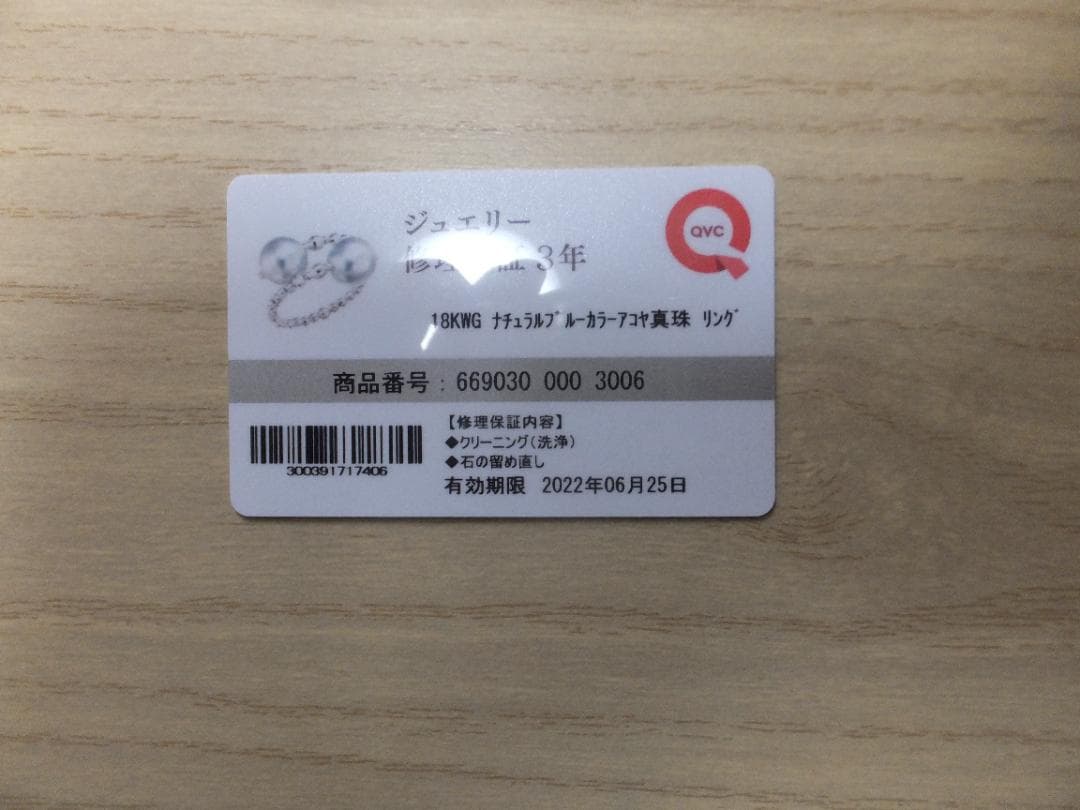 ジュエリー
修理 証 3年
QVC
18KWG ﾅﾁｭﾗﾙﾌﾞﾙｰｶﾗｰｱｺﾔ真珠 ﾘﾝｸﾞ
商品番号 : 669030 000 3006
300391717406
【修理保証内容】
◆クリーニング(洗浄)
◆石の留め直し
有効期限 2022年06月25日